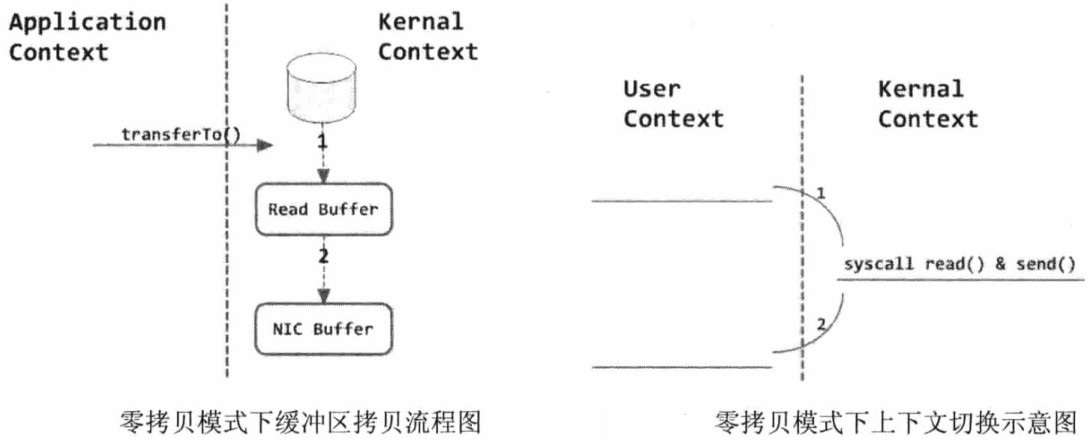 Application
Context
Kernal
Context
transferTo()
1
Read Buffer
2
NIC Buffer
零拷贝模式下缓冲区拷贝流程图
User
Context
Kernal
Context
1
syscall read() & send()
2
零拷贝模式下上下文切换示意图